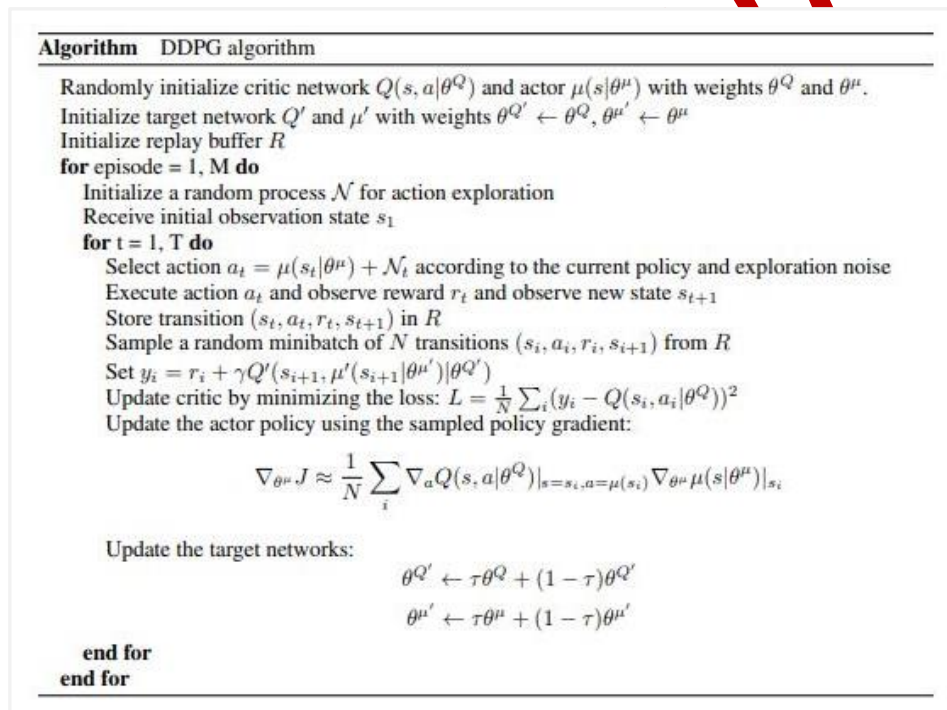 Algorithm DDPG algorithm
Randomly initialize critic network Q(s, a|θ^Q) and actor μ(s|θ^μ) with weights θ^Q and θ^μ.
Initialize target network Q′ and μ′ with weights θ^Q′ ← θ^Q, θ^μ′ ← θ^μ
Initialize replay buffer R
for episode = 1, M do
Initialize a random process 𝒩 for action exploration
Receive initial observation state s₁
for t = 1, T do
Select action a_t = μ(s_t|θ^μ) + 𝒩_t according to the current policy and exploration noise
Execute action a_t and observe reward r_t and observe new state s_{t+1}
Store transition (s_t, a_t, r_t, s_{t+1}) in R
Sample a random minibatch of N transitions (s_i, a_i, r_i, s_{i+1}) from R
Set y_i = r_i + γQ′(s_{i+1}, μ′(s_{i+1}|θ^μ′)|θ^Q′)
Update critic by minimizing the loss: L = 1/N ∑_i (y_i − Q(s_i, a_i|θ^Q))²
Update the actor policy using the sampled policy gradient:
∇_{θ^μ} J ≈ 1/N ∑_i ∇_a Q(s, a|θ^Q)|_{s=s_i, a=μ(s_i)} ∇_{θ^μ} μ(s|θ^μ)|_{s_i}
Update the target networks:
θ^Q′ ← τθ^Q + (1 − τ)θ^Q′
θ^μ′ ← τθ^μ + (1 − τ)θ^μ′
end for
end for